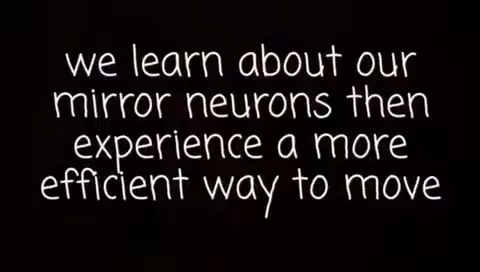 we learn about our
mirror neurons then
experience a more
efficient way to move